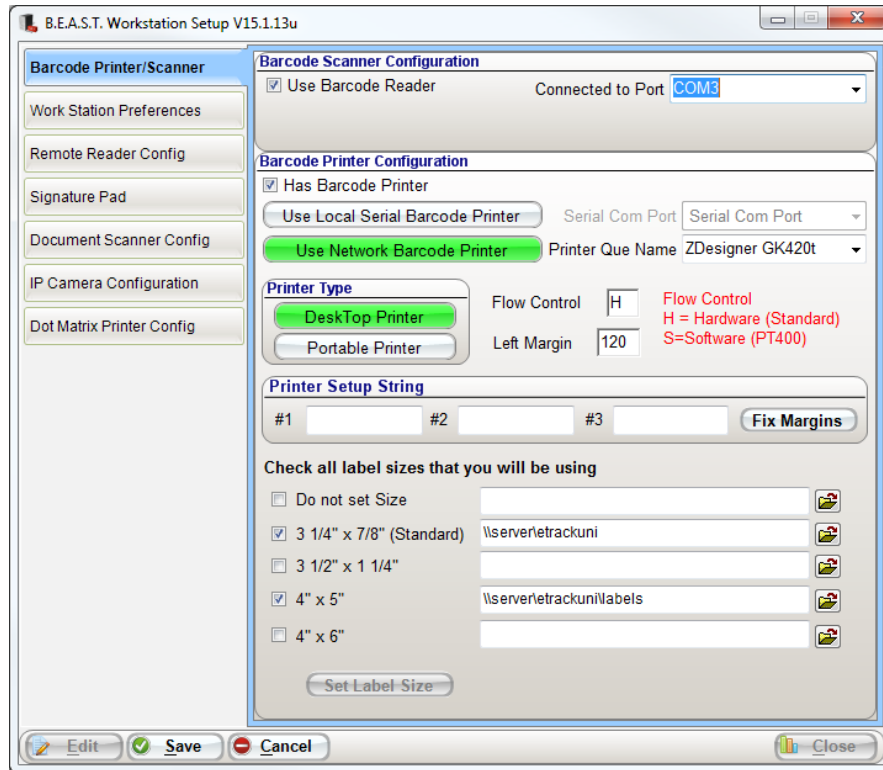 B.E.A.S.T. Workstation Setup V15.1.13u
Barcode Printer/Scanner
Work Station Preferences
Remote Reader Config
Signature Pad
Document Scanner Config
IP Camera Configuration
Dot Matrix Printer Config
Barcode Scanner Configuration
Use Barcode Reader
Connected to Port COM3
Barcode Printer Configuration
Has Barcode Printer
Use Local Serial Barcode Printer Serial Com Port Serial Com Port
Use Network Barcode Printer Printer Que Name ZDesigner GK420t
Printer Type
DeskTop Printer
Portable Printer
Flow Control H
Left Margin 120
Flow Control
H = Hardware (Standard)
S=Software (PT400)
Printer Setup String
#1 #2 #3 Fix Margins
Check all label sizes that you will be using
Do not set Size
3 1/4" x 7/8" (Standard) \\server\etrackuni
3 1/2" x 1 1/4"
4" x 5" \\server\etrackuni\labels
4" x 6"
Set Label Size
Edit Save Cancel Close